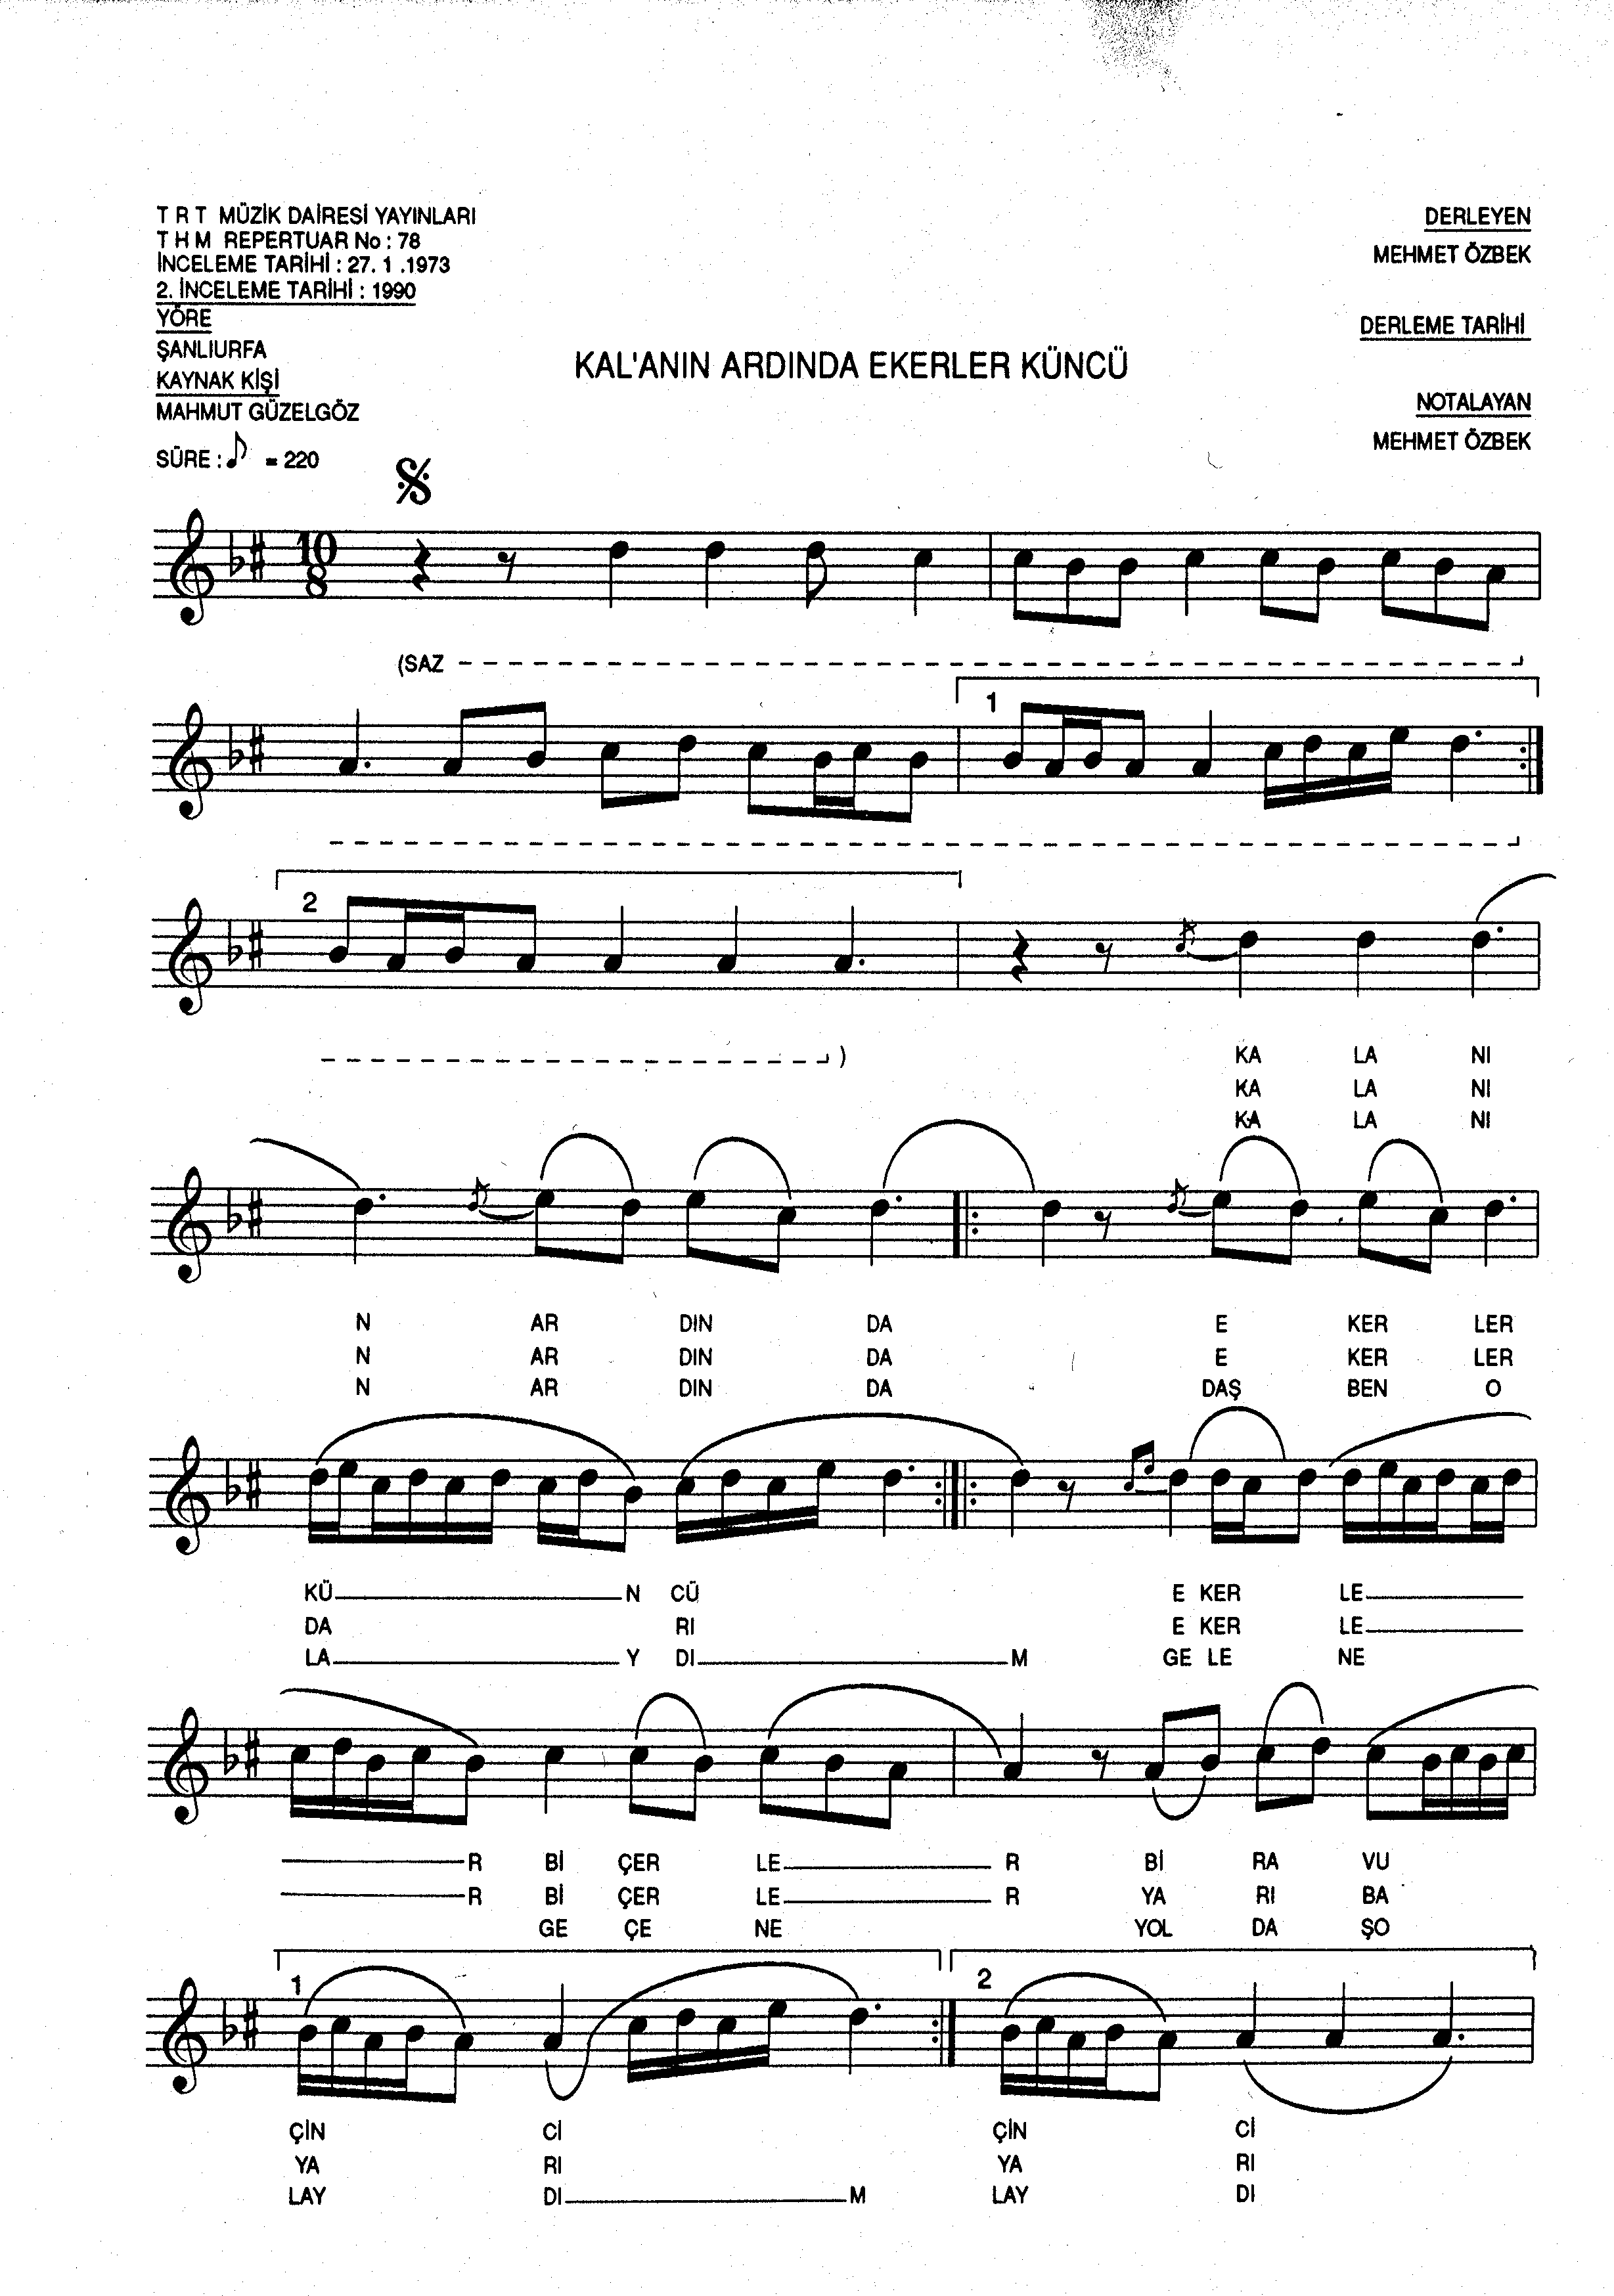 T R T MÜZİK DAİRESİ YAYINLARI
T H M REPERTUAR No : 78
İNCELEME TARİHİ : 27. 1 .1973
2. İNCELEME TARİHİ : 1990
YÖRE
ŞANLIURFA
KAYNAK KİŞİ
MAHMUT GÜZELGÖZ
SÜRE : ♪ = 220
KAL'ANIN ARDINDA EKERLER KÜNCÜ
DERLEYEN
MEHMET ÖZBEK
DERLEME TARİHİ
NOTALAYAN
MEHMET ÖZBEK
10
8
(SAZ
1
2
)
KA LA NI
KA LA NI
KA LA NI
N AR DIN DA E KER LER
N AR DIN DA E KER LER
N AR DIN DA DAŞ BEN O
KÜ N CÜ E KER LE
DA RI E KER LE
LA Y DI M GE LE NE
R Bİ ÇER LE R Bİ RA VU
R Bİ ÇER LE R YA RI BA
GE ÇE NE YOL DA ŞO
1 2
ÇİN Cİ ÇİN Cİ
YA RI YA RI
LAY DI M LAY DI